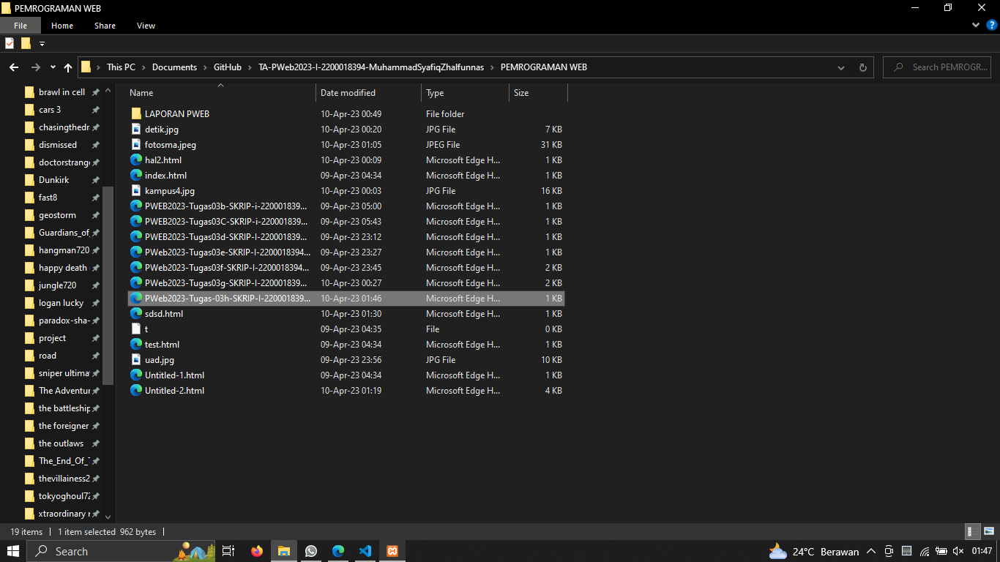 PEMROGRAMAN WEB
File Home Share View
This PC Documents GitHub TA-PWeb2023-I-2200018394-MuhammadSyafiqZhalfunnas PEMROGRAMAN WEB Search PEMROGR...
Name Date modified Type Size
brawl in cell
cars 3
chasingthedr
dismissed
doctorstrange
Dunkirk
fast8
geostorm
Guardians_of_
hangman720
happy death
jungle720
logan lucky
paradox-sha-
project
road
sniper ultima
The Adventur
the battleship
the foreigner
the outlaws
The_End_Of_T
thevillainess2
tokyoghoul72
xtraordinary r
LAPORAN PWEB 10-Apr-23 00:49 File folder
detik.jpg 10-Apr-23 00:20 JPG File 7 KB
fotosma.jpeg 10-Apr-23 01:05 JPEG File 31 KB
hal2.html 10-Apr-23 00:09 Microsoft Edge H... 1 KB
index.html 09-Apr-23 04:34 Microsoft Edge H... 1 KB
kampus4.jpg 10-Apr-23 00:03 JPG File 16 KB
PWEB2023-Tugas03b-SKRIP-i-220001839... 09-Apr-23 05:00 Microsoft Edge H... 1 KB
PWEB2023-Tugas03C-SKRIP-i-220001839... 09-Apr-23 05:43 Microsoft Edge H... 1 KB
PWEB2023-Tugas03d-SKRIP-I-220001839... 09-Apr-23 23:12 Microsoft Edge H... 1 KB
PWeb2023-Tugas03e-SKRIP-I-2200018394... 09-Apr-23 23:27 Microsoft Edge H... 1 KB
PWeb2023-Tugas03f-SKRIP-I-2200018394... 09-Apr-23 23:45 Microsoft Edge H... 2 KB
PWeb2023-Tugas03g-SKRIP-I-220001839... 10-Apr-23 00:27 Microsoft Edge H... 2 KB
PWeb2023-Tugas-03h-SKRIP-I-220001839... 10-Apr-23 01:46 Microsoft Edge H... 1 KB
sdsd.html 10-Apr-23 01:30 Microsoft Edge H... 1 KB
t 09-Apr-23 04:35 File 0 KB
test.html 09-Apr-23 04:34 Microsoft Edge H... 1 KB
uad.jpg 09-Apr-23 23:56 JPG File 10 KB
Untitled-1.html 09-Apr-23 04:34 Microsoft Edge H... 1 KB
Untitled-2.html 10-Apr-23 01:19 Microsoft Edge H... 4 KB
19 items 1 item selected 962 bytes
Search 24°C Berawan 01:47